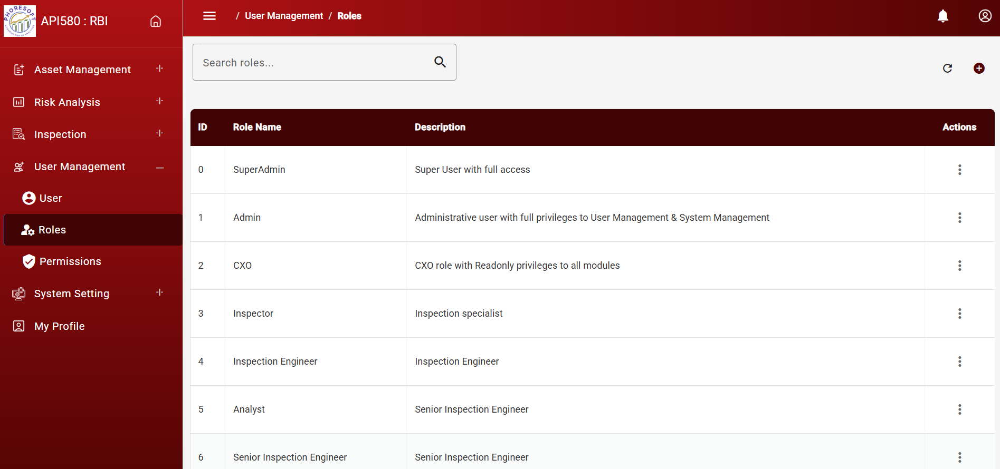 PHORESOFT
API580 : RBI
Asset Management
Risk Analysis
Inspection
User Management
User
Roles
Permissions
System Setting
My Profile
/ User Management / Roles
Search roles...
ID Role Name Description Actions
0 SuperAdmin Super User with full access
1 Admin Administrative user with full privileges to User Management & System Management
2 CXO CXO role with Readonly privileges to all modules
3 Inspector Inspection specialist
4 Inspection Engineer Inspection Engineer
5 Analyst Senior Inspection Engineer
6 Senior Inspection Engineer Senior Inspection Engineer